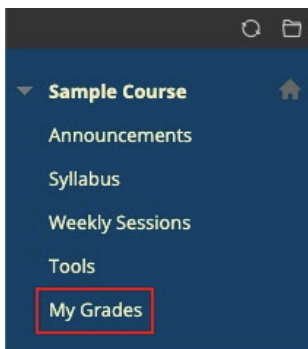 Sample Course
Announcements
Syllabus
Weekly Sessions
Tools
My Grades